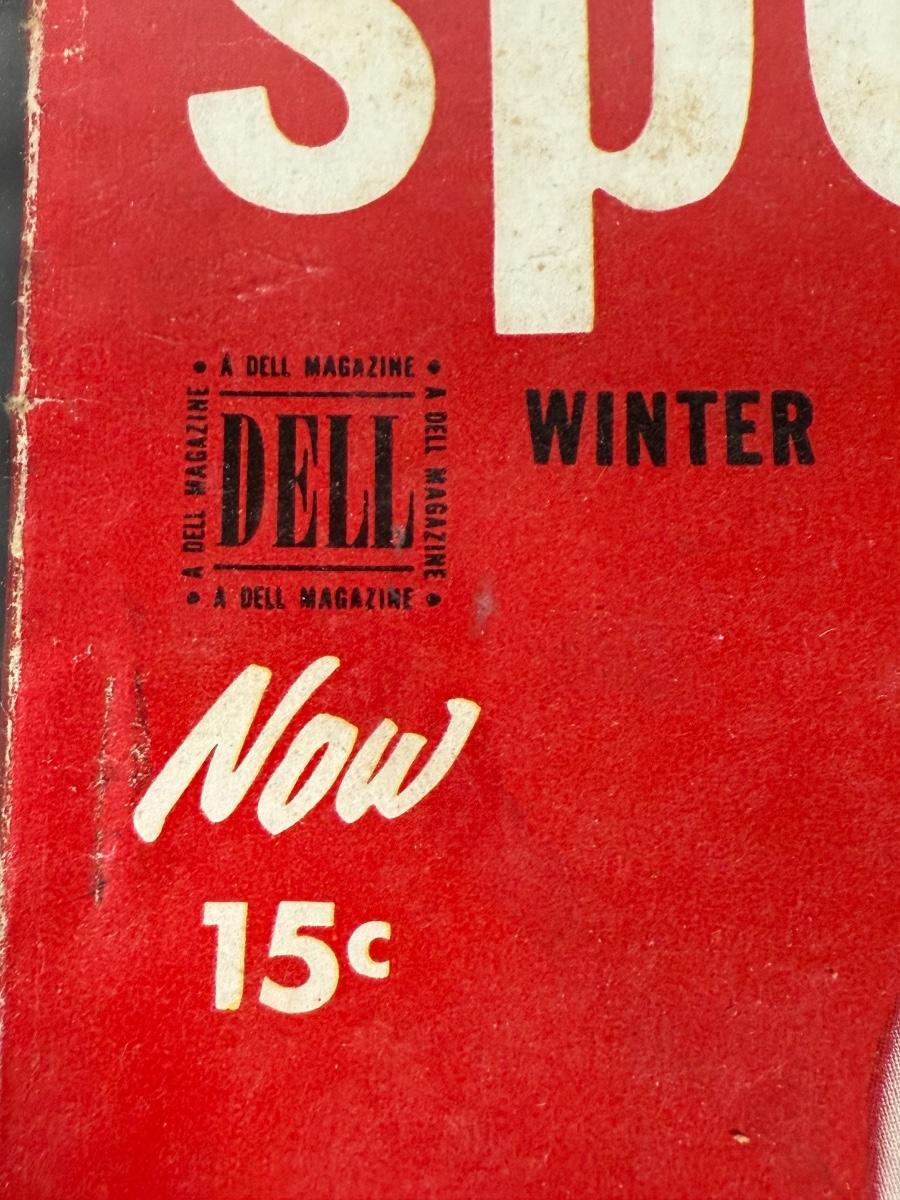 sp
• A DELL MAGAZINE •
A DELL MAGAZINE
DELL
A DELL MAGAZINE
• A DELL MAGAZINE •
WINTER
Now
15c